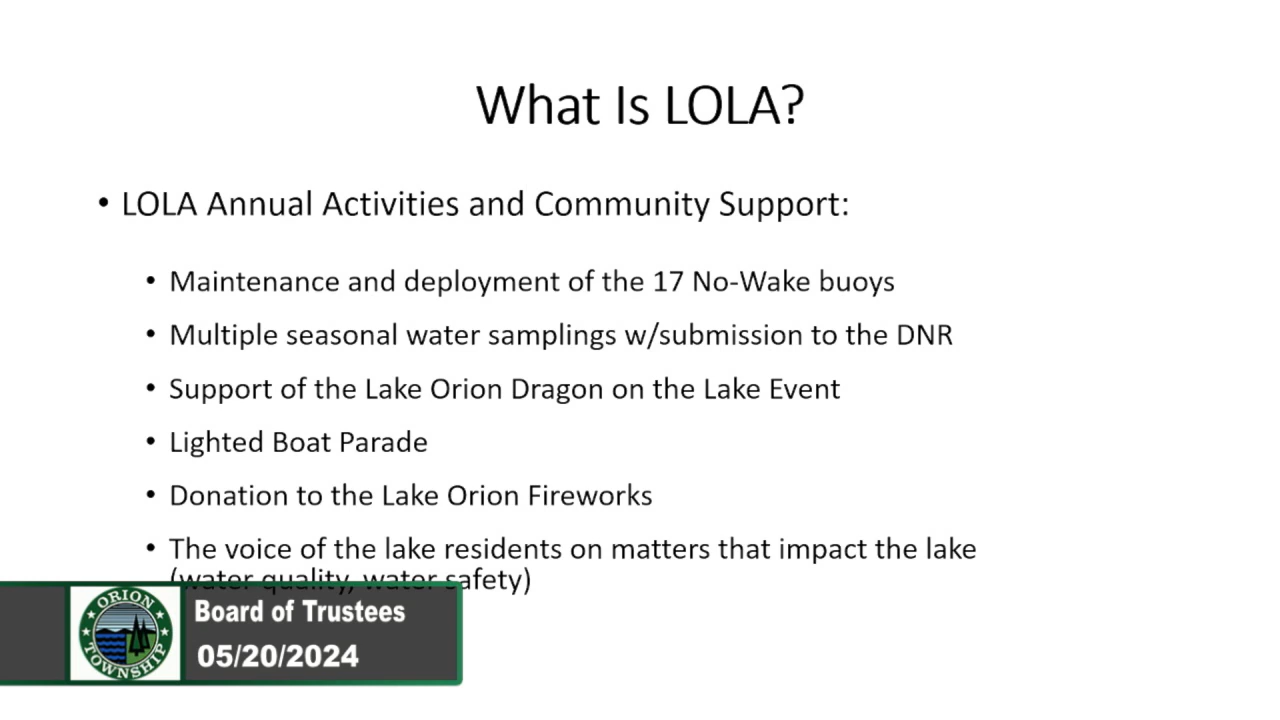 What Is LOLA?
• LOLA Annual Activities and Community Support:
• Maintenance and deployment of the 17 No-Wake buoys
• Multiple seasonal water samplings w/submission to the DNR
• Support of the Lake Orion Dragon on the Lake Event
• Lighted Boat Parade
• Donation to the Lake Orion Fireworks
• The voice of the lake residents on matters that impact the lake
(water quality, water safety)
ORION
TOWNSHIP
Board of Trustees
05/20/2024